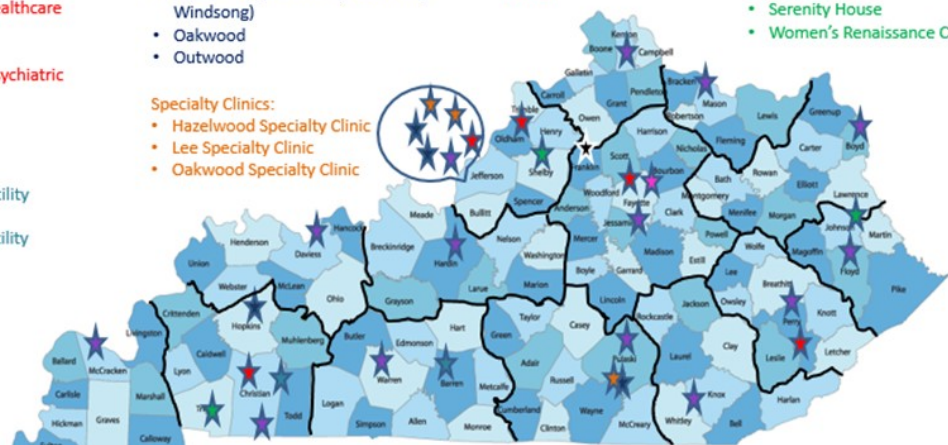 ealthcare
sychiatric
cility
cility
Windsong)
• Oakwood
• Outwood
Specialty Clinics:
• Hazelwood Specialty Clinic
• Lee Specialty Clinic
• Oakwood Specialty Clinic
• Serenity House
• Women's Renaissance C
Kenton
Boone
Campbell
Gallatin
Bracken
Pendleton
Grant
Mason
Carroll
Trimble
Owen
Robertson
Lewis
Greenup
Henry
Harrison
Fleming
Oldham
Boyd
Carter
Nicholas
Scott
Franklin
Rowan
Shelby
Bourbon
Bath
Jefferson
Elliott
Woodford
Fayette
Montgomery
Lawrence
Spencer
Anderson
Clark
Menifee
Morgan
Meade
Bullitt
Jessamine
Powell
Johnson
Martin
Hancock
Henderson
Daviess
Breckinridge
Nelson
Mercer
Madison
Wolfe
Magoffin
Washington
Estill
Floyd
Union
Hardin
Boyle
Garrard
Lee
Webster
McLean
Larue
Marion
Breathitt
Pike
Ohio
Grayson
Lincoln
Jackson
Owsley
Crittenden
Rockcastle
Knott
Hopkins
Hart
Taylor
Casey
Perry
Livingston
Muhlenberg
Butler
Green
Edmonson
Clay
Caldwell
Pulaski
Laurel
Leslie
Letcher
Ballard
McCracken
Lyon
Adair
Warren
Barren
Russell
Metcalfe
Christian
Carlisle
Marshall
Todd
Logan
Knox
Harlan
Graves
Hickman
Cumberland
Wayne
Whitley
Simpson
Allen
Monroe
Clinton
McCreary
Bell
Calloway